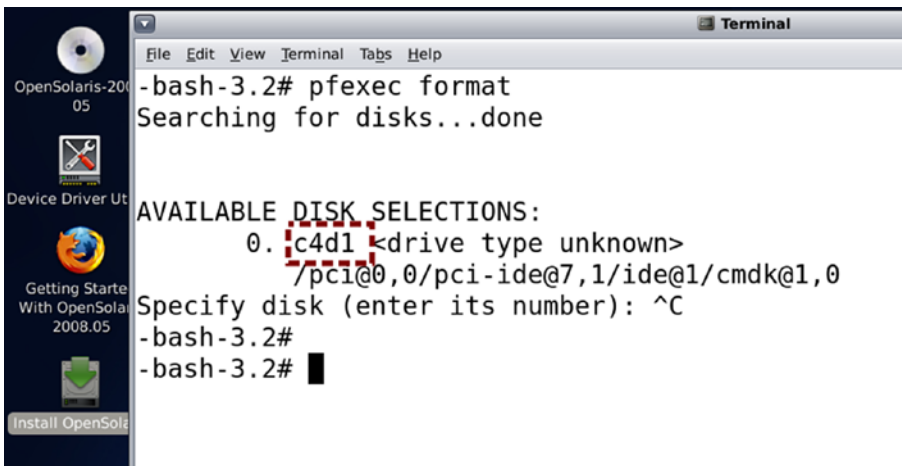 Terminal
File Edit View Terminal Tabs Help
OpenSolaris-200
05
Device Driver Ut
Getting Starte
With OpenSola
2008.05
Install OpenSola
-bash-3.2# pfexec format
Searching for disks...done
AVAILABLE DISK SELECTIONS:
0. c4d1 <drive type unknown>
/pci@0,0/pci-ide@7,1/ide@1/cmdk@1,0
Specify disk (enter its number): ^C
-bash-3.2#
-bash-3.2#